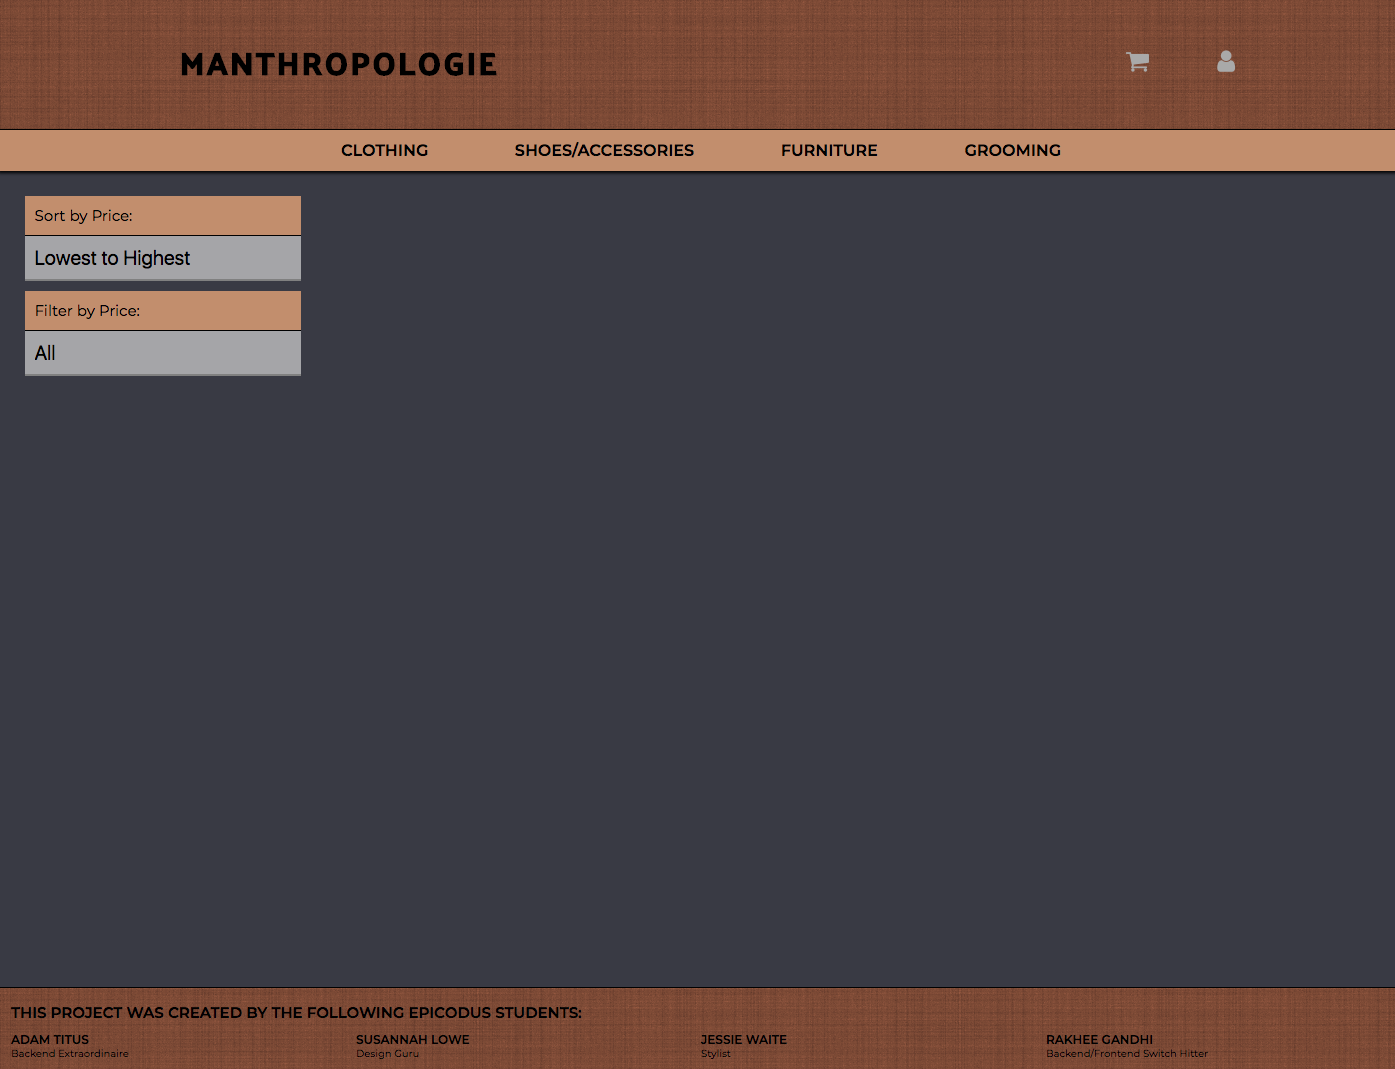 MANTHROPOLOGIE
CLOTHING SHOES/ACCESSORIES FURNITURE GROOMING
Sort by Price:
Lowest to Highest
Filter by Price:
All
THIS PROJECT WAS CREATED BY THE FOLLOWING EPICODUS STUDENTS:
ADAM TITUS SUSANNAH LOWE JESSIE WAITE RAKHEE GANDHI
Backend Extraordinaire Design Guru Stylist Backend/Frontend Switch Hitter